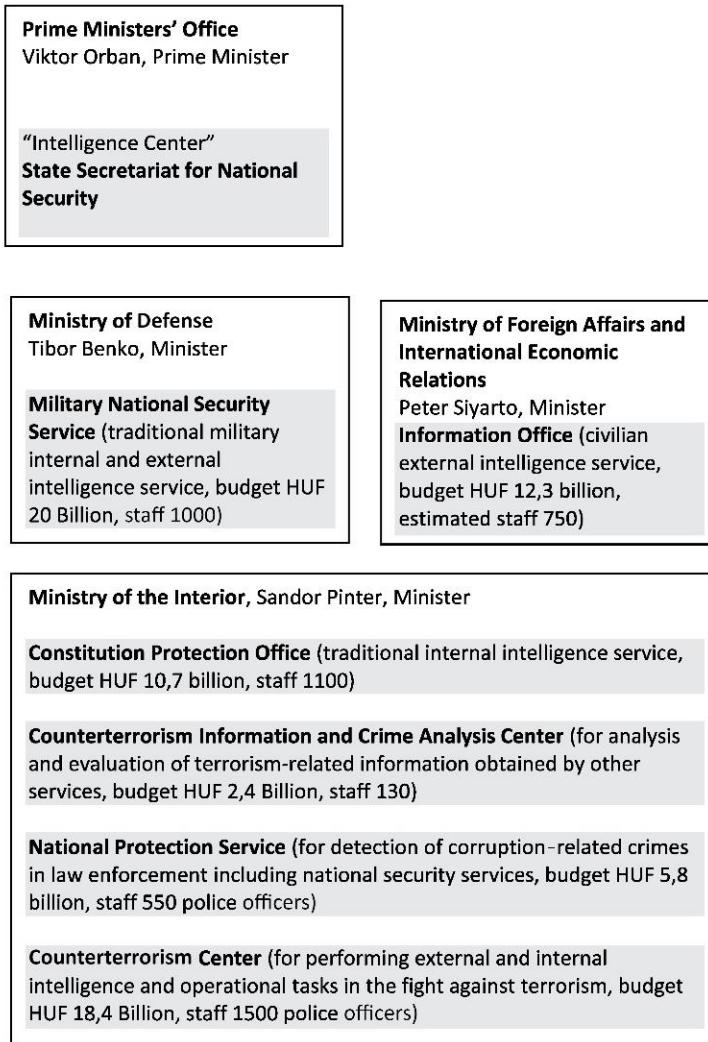 Prime Ministers’ Office
Viktor Orban, Prime Minister
“Intelligence Center”
State Secretariat for National
Security
Ministry of Defense
Tibor Benko, Minister
Military National Security
Service (traditional military
internal and external
intelligence service, budget HUF
20 Billion, staff 1000)
Ministry of Foreign Affairs and
International Economic
Relations
Peter Siyarto, Minister
Information Office (civilian
external intelligence service,
budget HUF 12,3 billion,
estimated staff 750)
Ministry of the Interior, Sandor Pinter, Minister
Constitution Protection Office (traditional internal intelligence service,
budget HUF 10,7 billion, staff 1100)
Counterterrorism Information and Crime Analysis Center (for analysis
and evaluation of terrorism-related information obtained by other
services, budget HUF 2,4 Billion, staff 130)
National Protection Service (for detection of corruption-related crimes
in law enforcement including national security services, budget HUF 5,8
billion, staff 550 police officers)
Counterterrorism Center (for performing external and internal
intelligence and operational tasks in the fight against terrorism, budget
HUF 18,4 Billion, staff 1500 police officers)